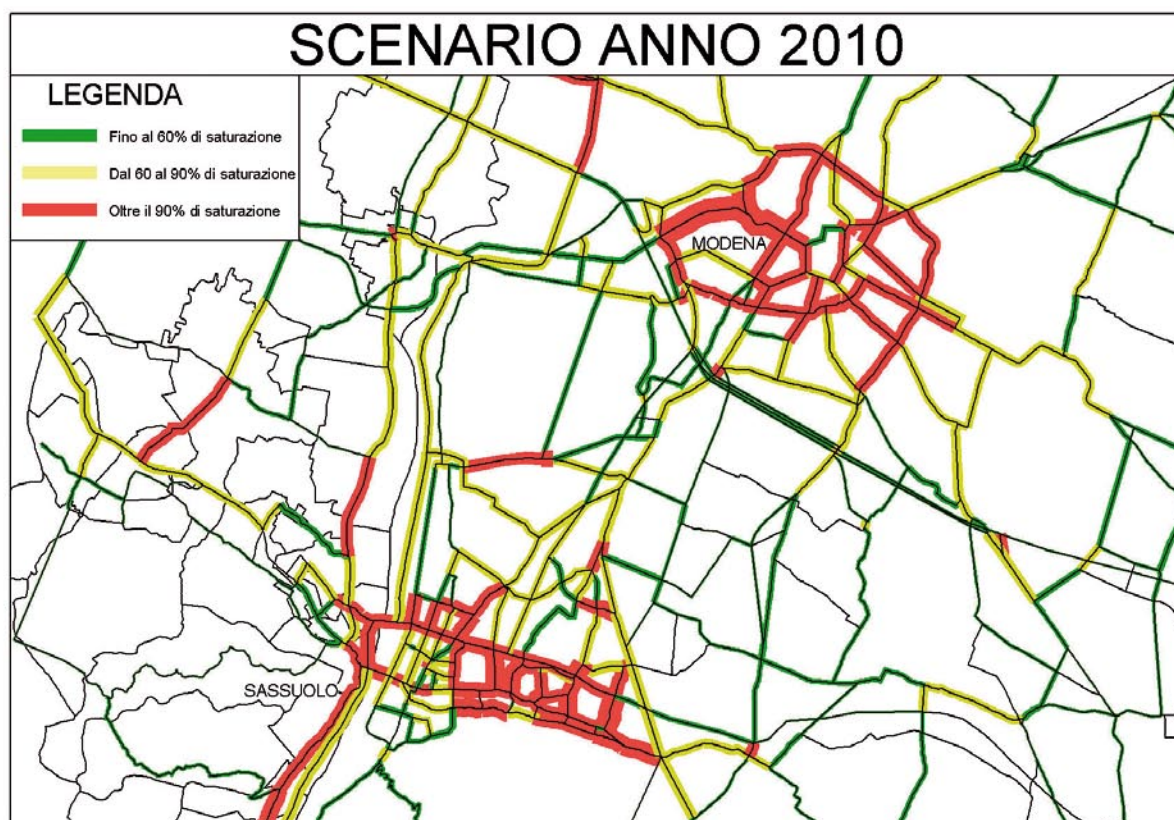 SCENARIO ANNO 2010
LEGENDA
Fino al 60% di saturazione
Dal 60 al 90% di saturazione
Oltre il 90% di saturazione
MODENA
SASSUOLO